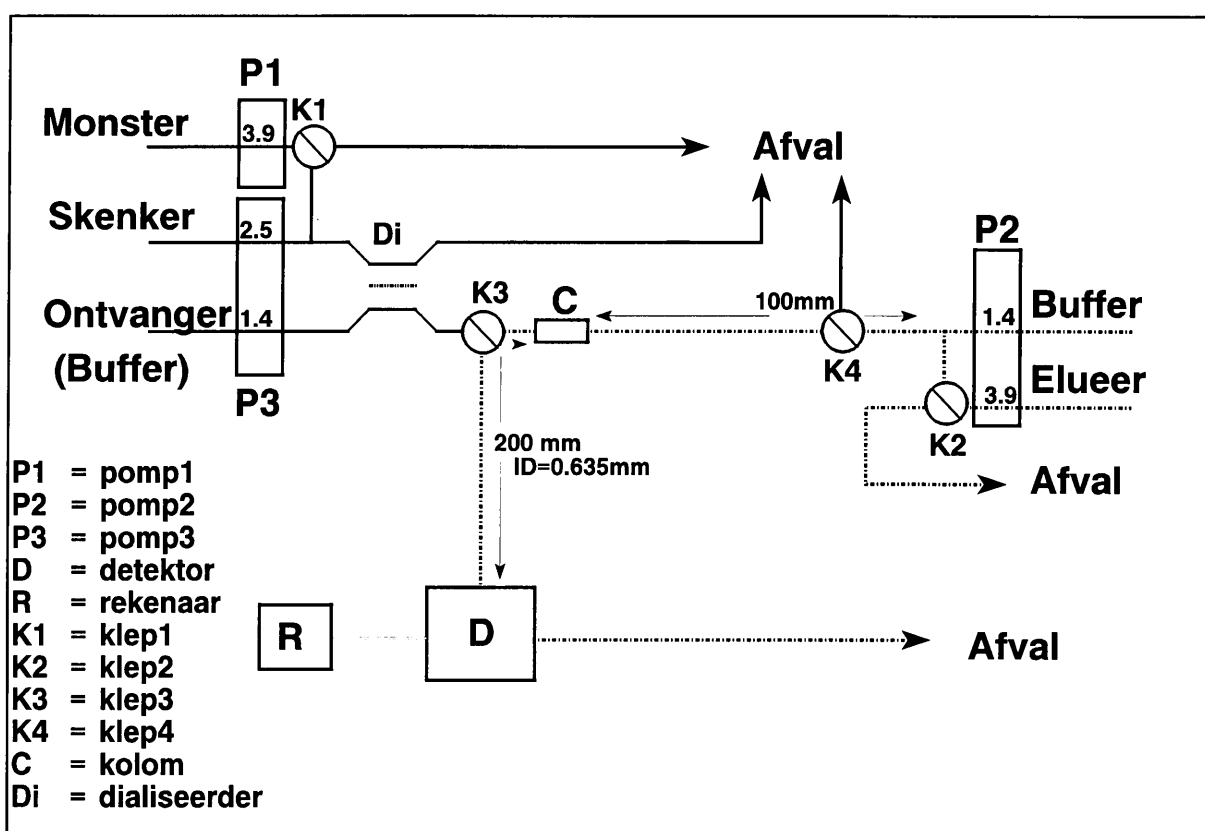 P1
K1
Monster
3.9
Afval
Skenker
2.5
Di
P2
Ontvanger
(Buffer)
1.4
K3
C
100mm
K4
1.4
Buffer
3.9
Elueer
P3
K2
200 mm
ID=0.635mm
Afval
P1 = pomp1
P2 = pomp2
P3 = pomp3
D = detektor
R = rekenaar
K1 = klep1
K2 = klep2
K3 = klep3
K4 = klep4
C = kolom
Di = dialiseerder
R
D
Afval